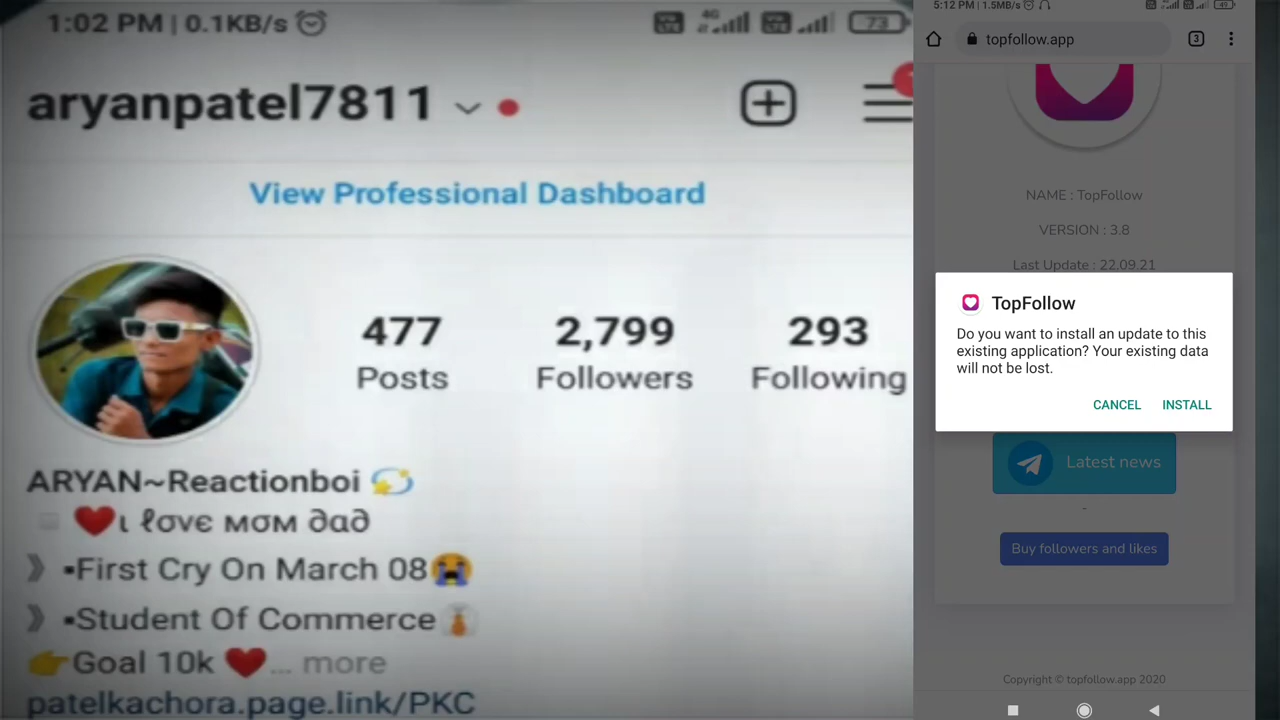 1:02 PM | 0.1KB/s
4G
73
aryanpatel7811
View Professional Dashboard
477
2,799
293
Posts
Followers
Following
ARYAN~Reactionboi 💫
❤️ι ℓσνє мσм ∂α∂
》▪First Cry On March 08😭
》▪Student Of Commerce👔
👉Goal 10k ❤️... more
patelkachora.page.link/PKC
5:12 PM | 1.5MB/s
49
topfollow.app
3
NAME : TopFollow
VERSION : 3.8
Last Update : 22.09.21
TopFollow
Do you want to install an update to this
existing application? Your existing data
will not be lost.
CANCEL INSTALL
Latest news
-
Buy followers and likes
Copyright © topfollow.app 2020